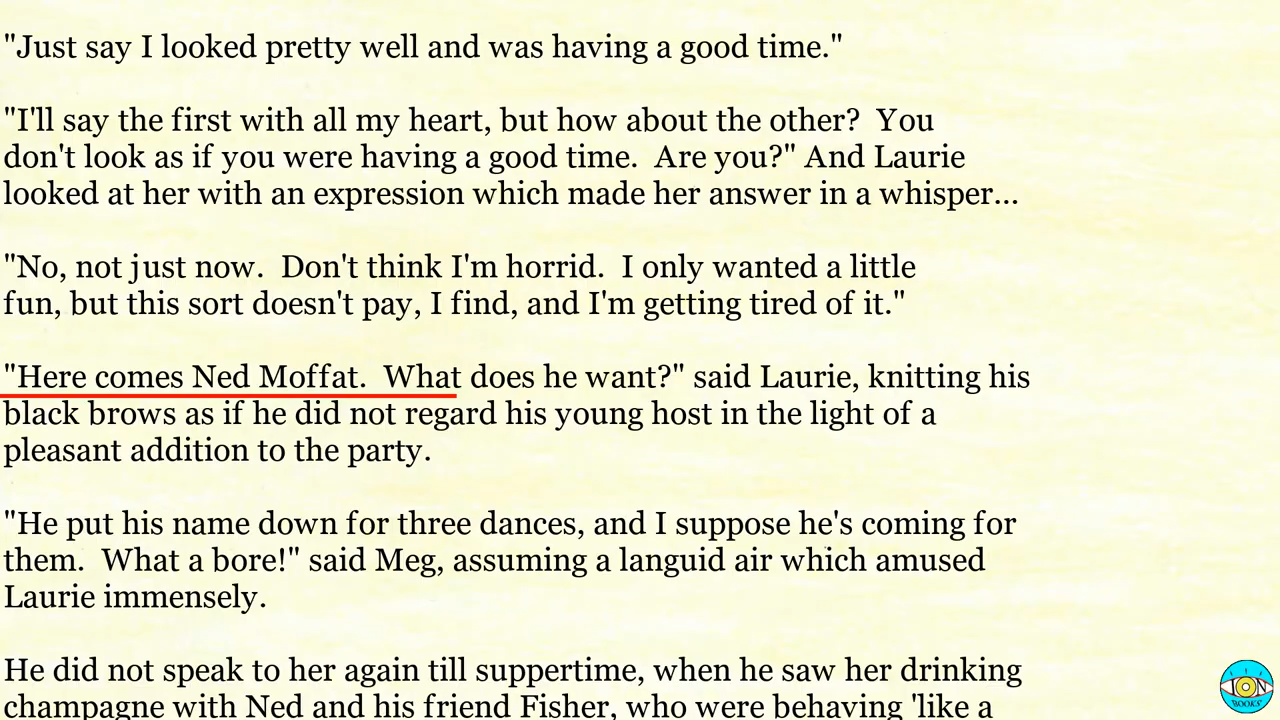 "Just say I looked pretty well and was having a good time."
"I'll say the first with all my heart, but how about the other?  You
don't look as if you were having a good time.  Are you?" And Laurie
looked at her with an expression which made her answer in a whisper...
"No, not just now.  Don't think I'm horrid.  I only wanted a little
fun, but this sort doesn't pay, I find, and I'm getting tired of it."
"Here comes Ned Moffat.  What does he want?" said Laurie, knitting his
black brows as if he did not regard his young host in the light of a
pleasant addition to the party.
"He put his name down for three dances, and I suppose he's coming for
them.  What a bore!" said Meg, assuming a languid air which amused
Laurie immensely.
He did not speak to her again till suppertime, when he saw her drinking
champagne with Ned and his friend Fisher, who were behaving 'like a
ION
BOOKS